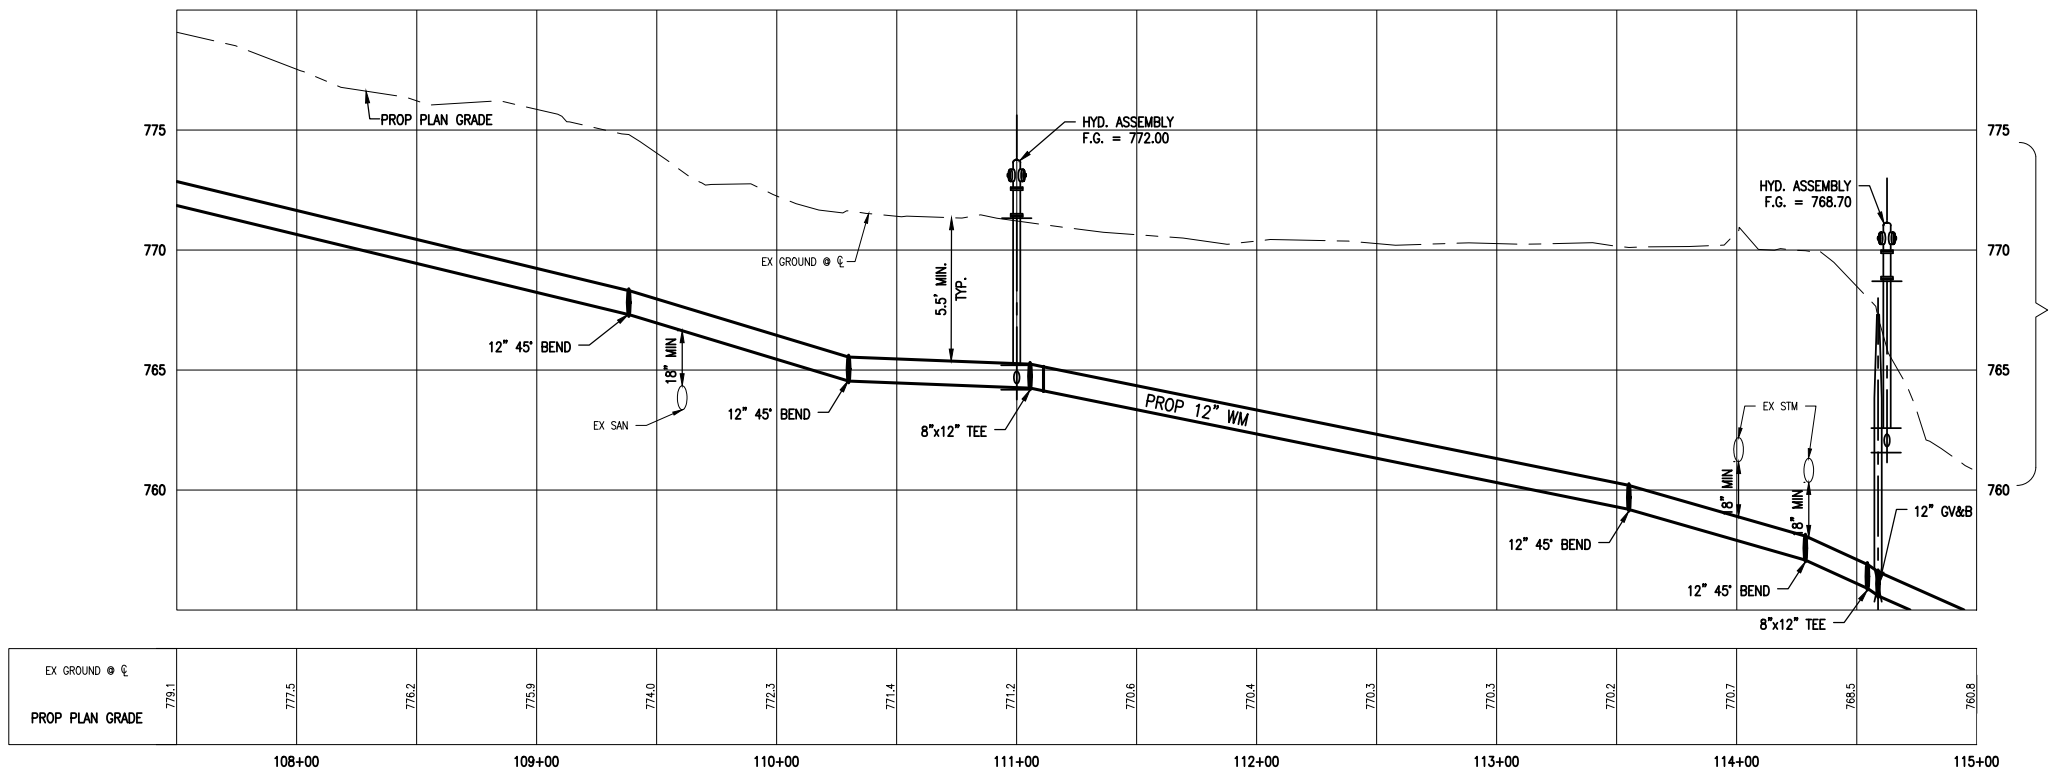 775
775
770
770
765
765
760
760
PROP PLAN GRADE
HYD. ASSEMBLY
F.G. = 772.00
HYD. ASSEMBLY
F.G. = 768.70
EX GROUND @ ℄
5.5' MIN.
TYP.
12" 45° BEND
18" MIN
EX SAN
12" 45° BEND
8"x12" TEE
PROP 12" WM
EX STM
18" MIN
18" MIN
12" GV&B
12" 45° BEND
12" 45° BEND
8"x12" TEE
EX GROUND @ ℄
PROP PLAN GRADE
779.1
777.5
776.2
775.9
774.0
772.3
771.4
771.2
770.6
770.4
770.3
770.3
770.2
770.7
768.5
760.8
108+00
109+00
110+00
111+00
112+00
113+00
114+00
115+00